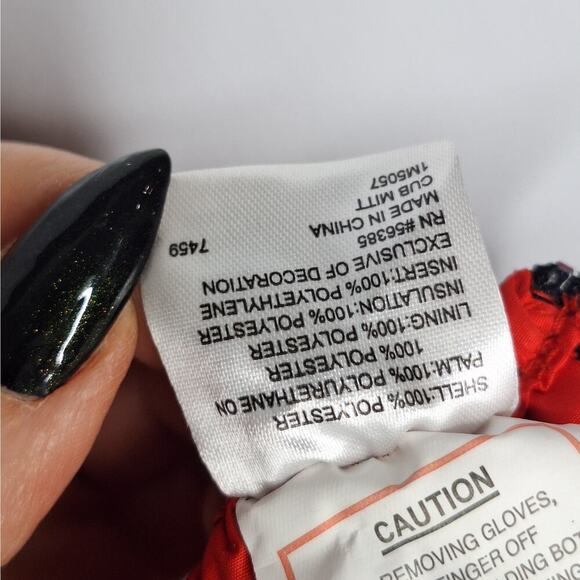 SHELL:100% POLYESTER
PALM:100% POLYURETHANE ON
100% POLYESTER
LINING:100% POLYESTER
INSULATION:100% POLYESTER
INSERT:100% POLYETHYLENE
EXCLUSIVE OF DECORATION
RN #56385
MADE IN CHINA
CUB MITT
1M5057
7459
CAUTION
REMOVING GLOVES,
FINGER OFF